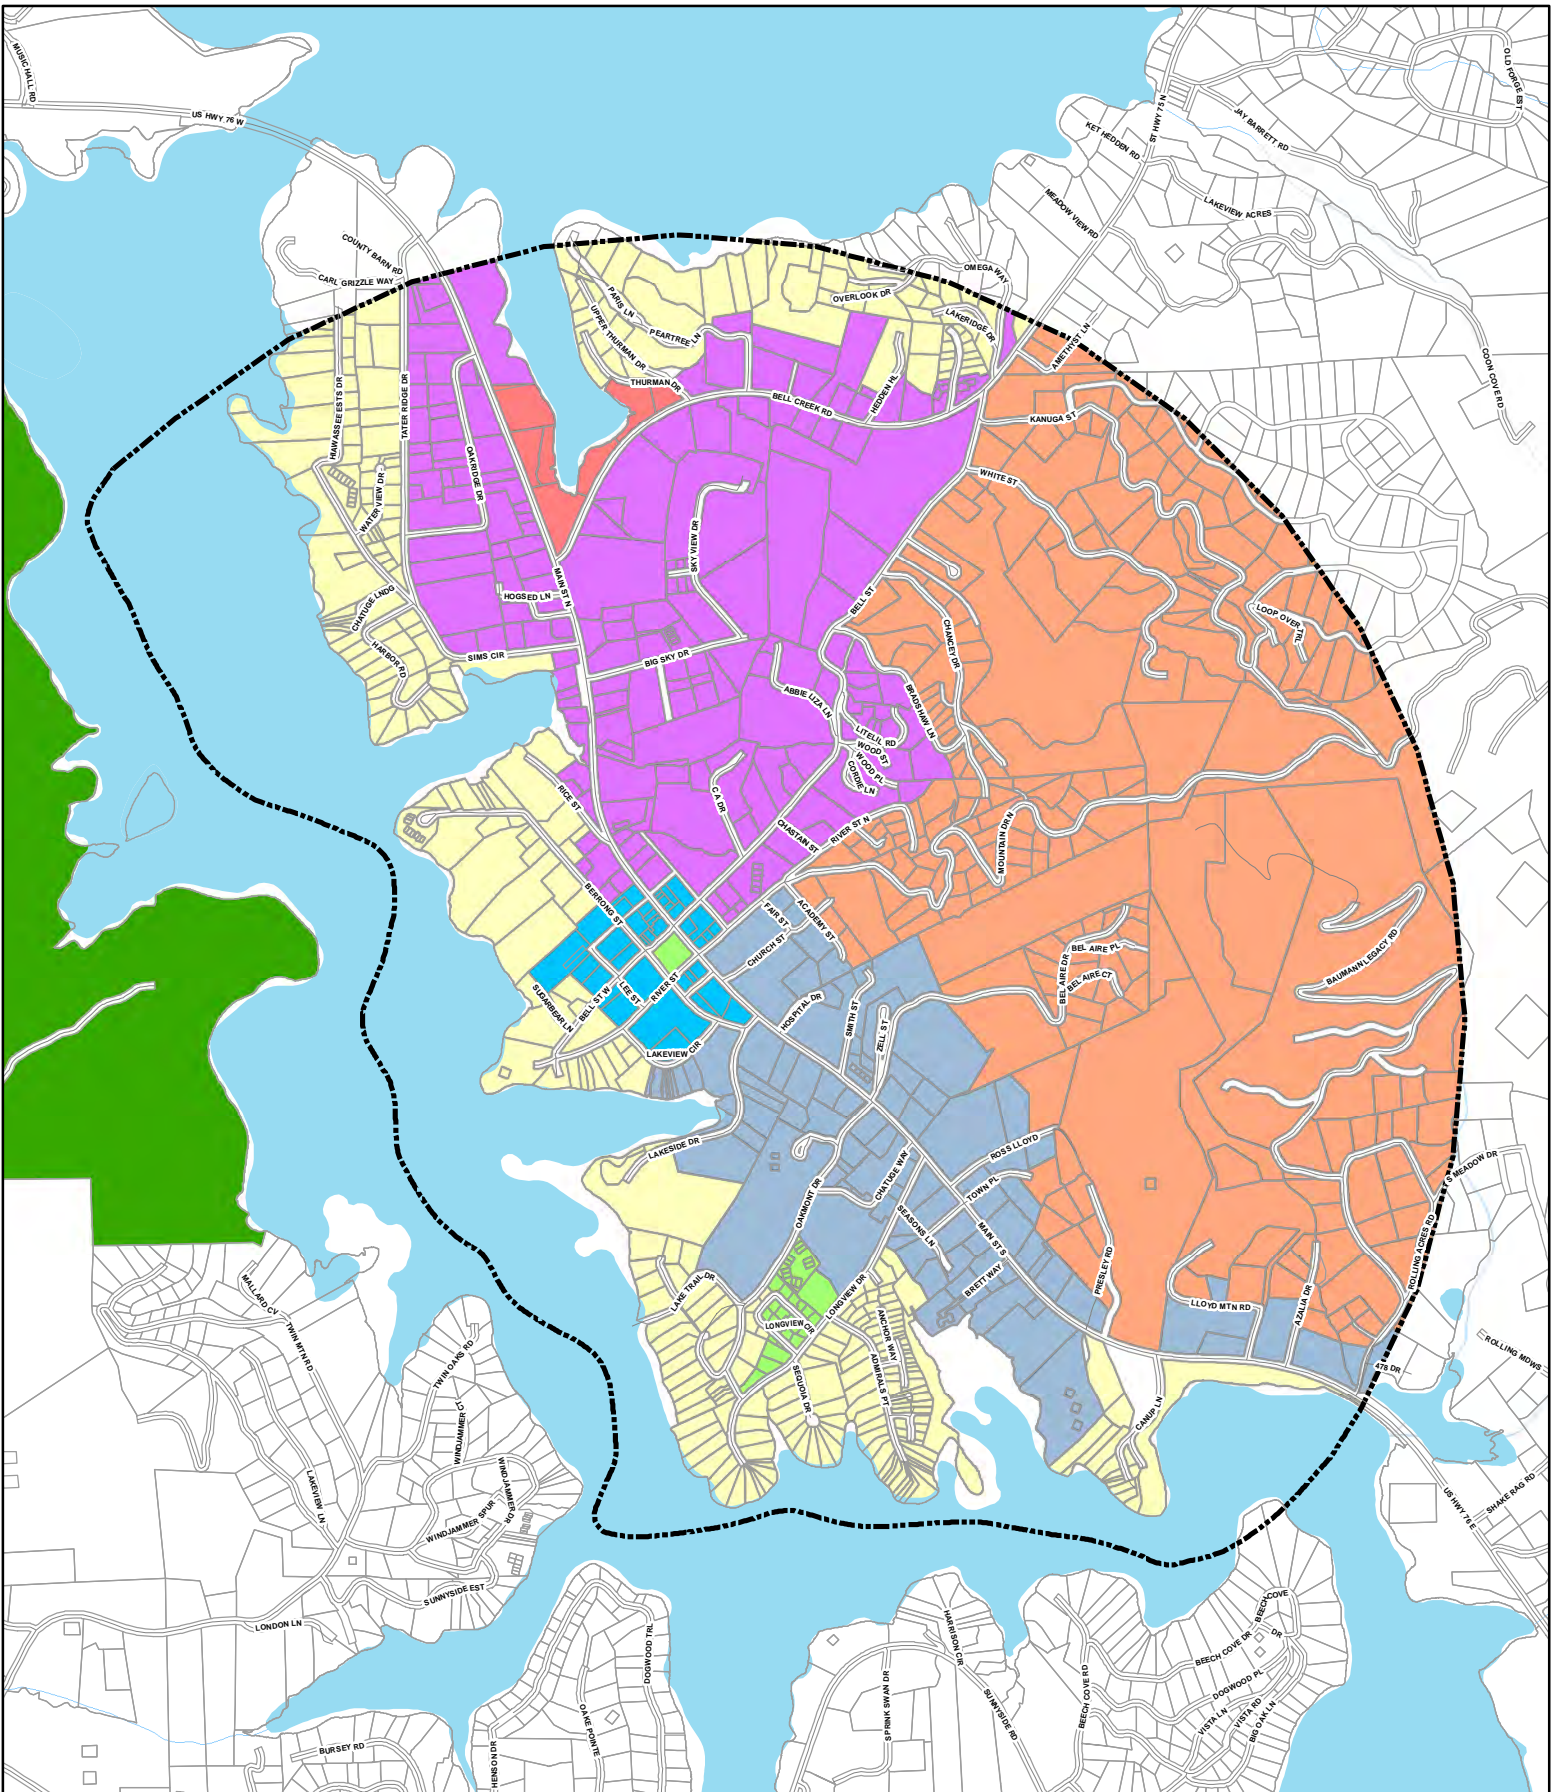 MUSIC HALL RD
US HWY 76 W
OLD FORGE EST
ST HWY 75 N
JAY BARRETT RD
KET HEDDEN RD
LAKEVIEW ACRES
MEADOW VIEW RD
COUNTY BARN RD
CARL GRIZZLE WAY
OMEGA WAY
OVERLOOK DR
PARIS LN
LAKERIDGE DR
UPPER THURMAN DR
PEARTREE LN
AMETHYST LN
COON COVE RD
THURMAN DR
HEDDEN HL
BELL CREEK RD
HIAWASSEE ESTS DR
TATER RIDGE DR
KANUGA ST
OAKRIDGE DR
WHITE ST
WATER VIEW DR
SKY VIEW DR
MAIN ST N
HOGSED LN
BELL ST
CHATUGE LNDG
LOOP OVER TRL
CHANCEY DR
HARBOR RD
SIMS CIR
BIG SKY DR
ABBIE LIZA LN
BRADSHAW LN
LITELIL RD
WOOD ST
WOOD PL
CORDIE LN
RICE ST
C A DR
CHASTAIN ST
RIVER ST N
MOUNTAIN DR N
BERRONG ST
FAIR ST
ACADEMY ST
CHURCH ST
BEL AIRE PL
BEL AIRE DR
BEL AIRE CT
BAUMANN LEGACY RD
SUGARBEAR LN
BELL ST W
LEE ST
RIVER ST
HOSPITAL DR
SMITH ST
ZELL ST
LAKEVIEW CIR
LAKESIDE DR
ROSS LLOYD
CHATUGE WAY
TOWN PL
S MEADOW DR
OAKMONT DR
SEASONS LN
MAIN ST S
PRESLEY RD
ROLLING ACRES RD
LAKE TRAIL DR
BRETT WAY
LONGVIEW DR
LLOYD MTN RD
AZALIA DR
LONGVIEW CIR
ANCHOR WAY
ADMIRALS PT
SEQUOIA DR
478 DR
ROLLING MDWS
CANUP LN
MALLARD CV
TWIN MTN RD
TWIN OAKS RD
WINDJAMMER CT
WINDJAMMER DR
LAKEVIEW LN
WINDJAMMER SPUR
US HWY 76 E
SHAKE RAG RD
SUNNYSIDE EST
LONDON LN
DOGWOOD TRL
HARRISON CIR
BEECH COVE
DR
BEECH COVE DR
BEECH COVE RD
DOGWOOD PL
SPRINK SWAN DR
SUNNYSIDE RD
OAKE POINTE
VISTA LN
VISTA RD
BIG OAK LN
BURSEY RD
HENSON DR